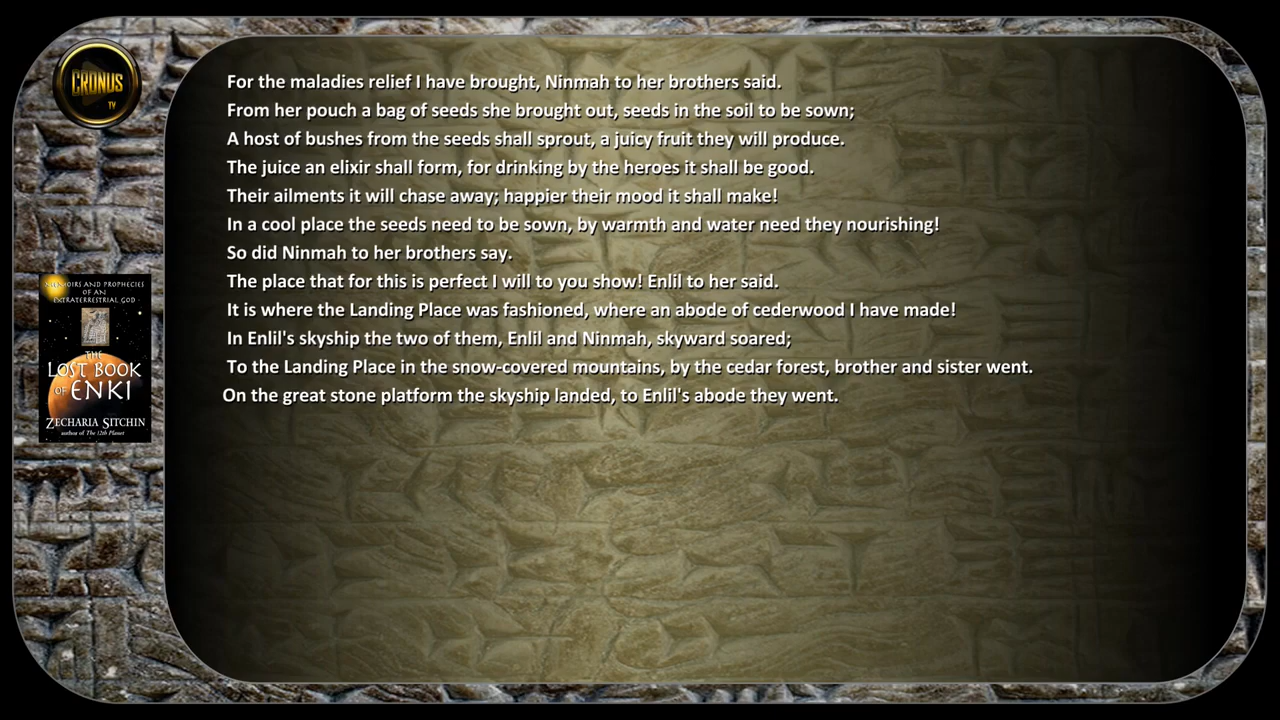 CRONUS
TV
For the maladies relief I have brought, Ninmah to her brothers said.
From her pouch a bag of seeds she brought out, seeds in the soil to be sown;
A host of bushes from the seeds shall sprout, a juicy fruit they will produce.
The juice an elixir shall form, for drinking by the heroes it shall be good.
Their ailments it will chase away; happier their mood it shall make!
In a cool place the seeds need to be sown, by warmth and water need they nourishing!
So did Ninmah to her brothers say.
The place that for this is perfect I will to you show! Enlil to her said.
It is where the Landing Place was fashioned, where an abode of cederwood I have made!
In Enlil's skyship the two of them, Enlil and Ninmah, skyward soared;
To the Landing Place in the snow-covered mountains, by the cedar forest, brother and sister went.
On the great stone platform the skyship landed, to Enlil's abode they went.
MEMOIRS AND PROPHECIES
OF AN
EXTRATERRESTRIAL GOD
THE
LOST BOOK
OF ENKI
ZECHARIA SITCHIN
author of The 12th Planet